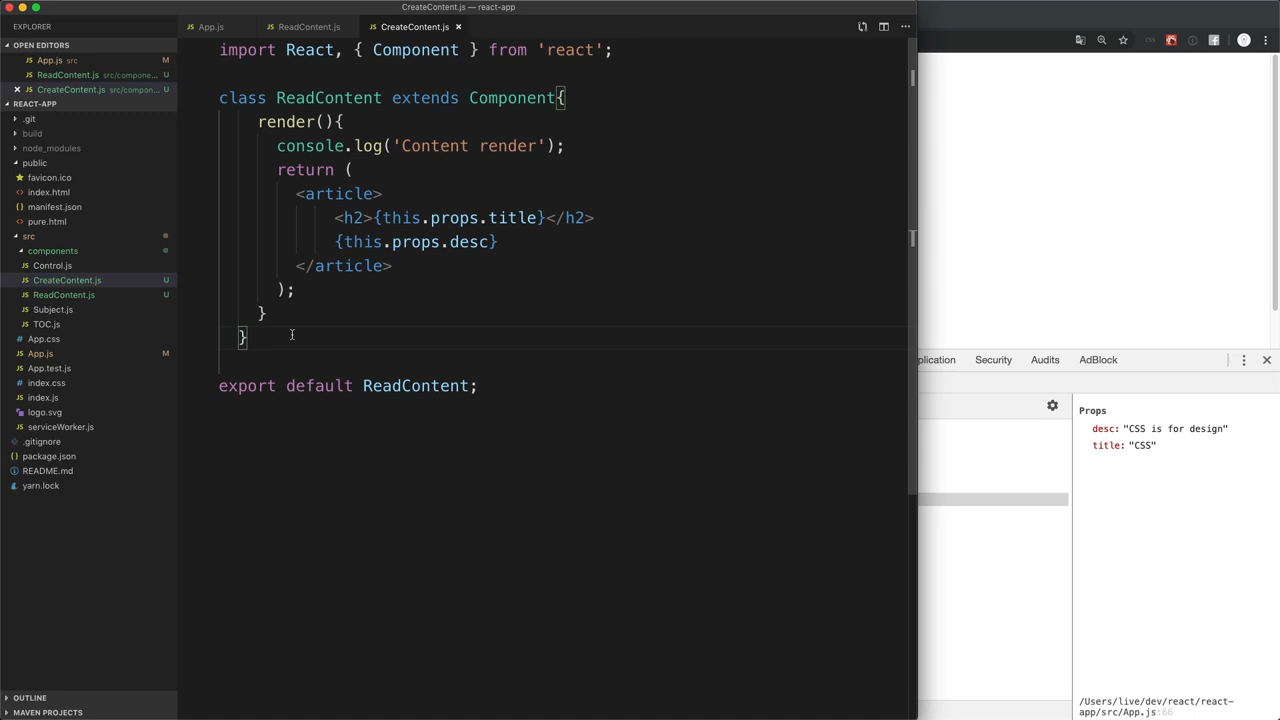 CreateContent.js — react-app
EXPLORER
OPEN EDITORS
App.js src M
ReadContent.js src/compone... U
CreateContent.js src/compon... U
REACT-APP
.git
build
node_modules
public
favicon.ico
index.html
manifest.json
pure.html
src
components
Control.js
CreateContent.js U
ReadContent.js U
Subject.js
TOC.js
App.css
App.js M
App.test.js
index.css
index.js
logo.svg
serviceWorker.js
.gitignore
package.json
README.md
yarn.lock
OUTLINE
MAVEN PROJECTS
App.js ReadContent.js CreateContent.js
import React, { Component } from 'react';
class ReadContent extends Component{
render(){
console.log('Content render');
return (
<article>
<h2>{this.props.title}</h2>
{this.props.desc}
</article>
);
}
}
export default ReadContent;
plication Security Audits AdBlock
Props
desc: "CSS is for design"
title: "CSS"
/Users/live/dev/react/react-
app/src/App.js:66